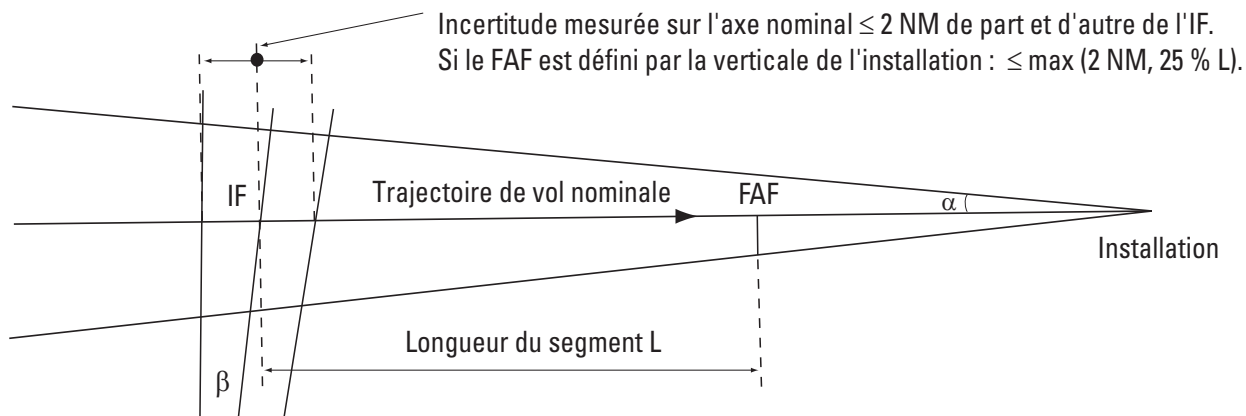 Incertitude mesurée sur l'axe nominal ≤ 2 NM de part et d'autre de l'IF.
Si le FAF est défini par la verticale de l'installation : ≤ max (2 NM, 25 % L).
IF
Trajectoire de vol nominale
FAF
α
Installation
Longueur du segment L
β